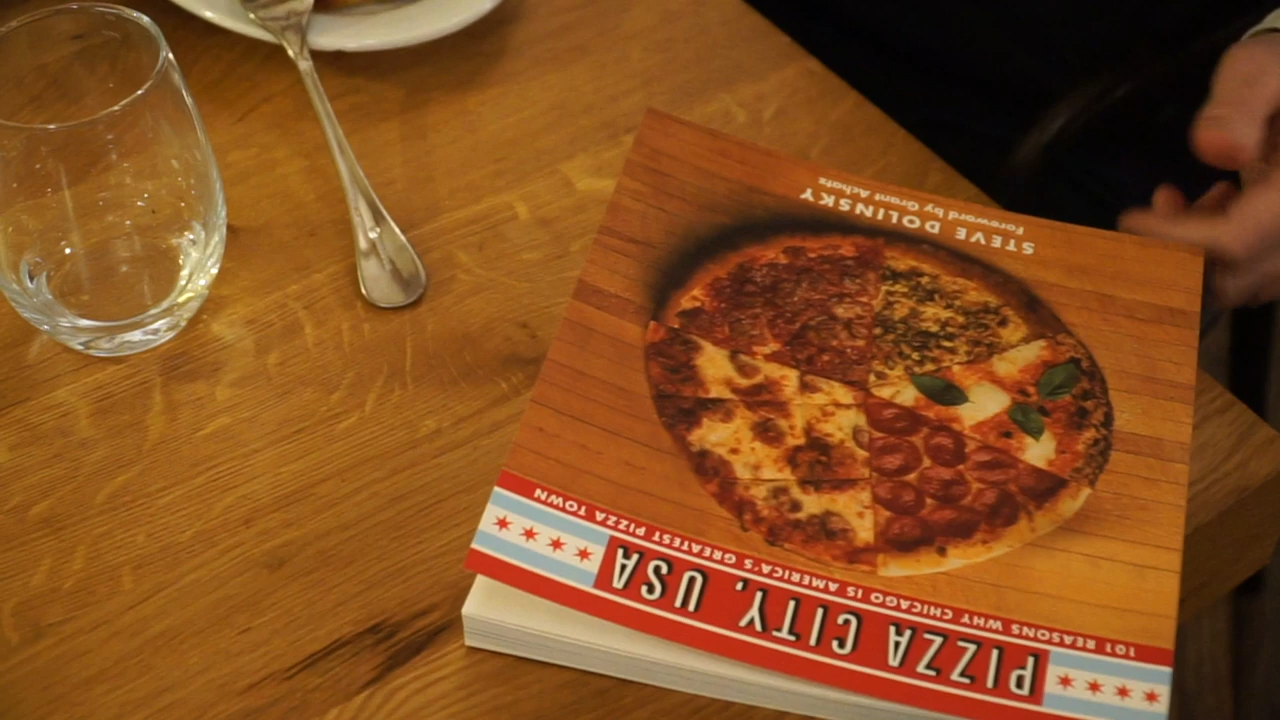 PIZZA CITY, USA
101 REASONS WHY CHICAGO IS AMERICA'S GREATEST PIZZA TOWN
STEVE DOLINSKY
Foreword by Grant Achatz